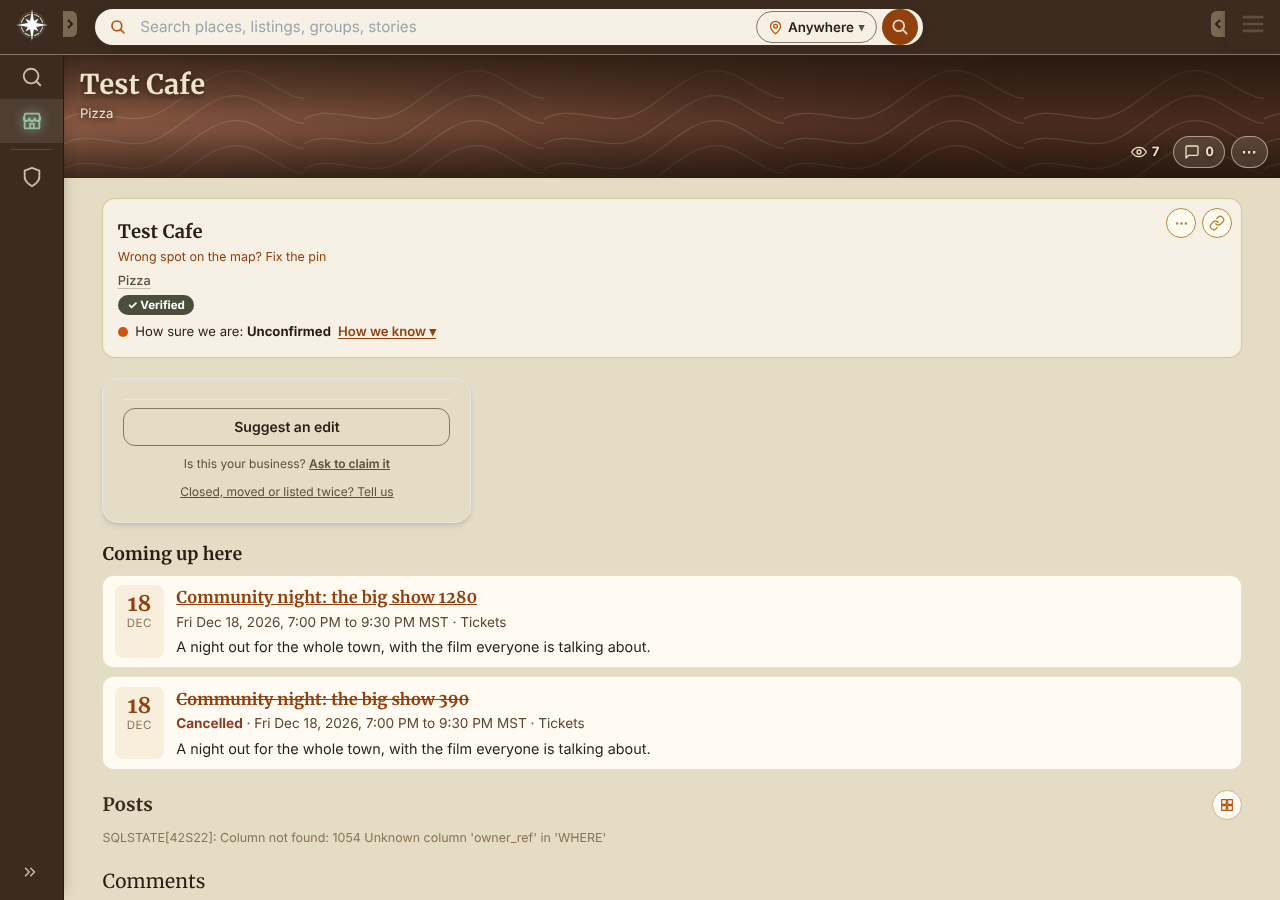 Search places, listings, groups, stories
Anywhere ▾
Test Cafe
Pizza
7
0
Test Cafe
Wrong spot on the map? Fix the pin
Pizza
✓ Verified
How sure we are: Unconfirmed How we know ▾
Suggest an edit
Is this your business? Ask to claim it
Closed, moved or listed twice? Tell us
Coming up here
18
DEC
Community night: the big show 1280
Fri Dec 18, 2026, 7:00 PM to 9:30 PM MST · Tickets
A night out for the whole town, with the film everyone is talking about.
18
DEC
Community night: the big show 390
Cancelled · Fri Dec 18, 2026, 7:00 PM to 9:30 PM MST · Tickets
A night out for the whole town, with the film everyone is talking about.
Posts
SQLSTATE[42S22]: Column not found: 1054 Unknown column 'owner_ref' in 'WHERE'
Comments